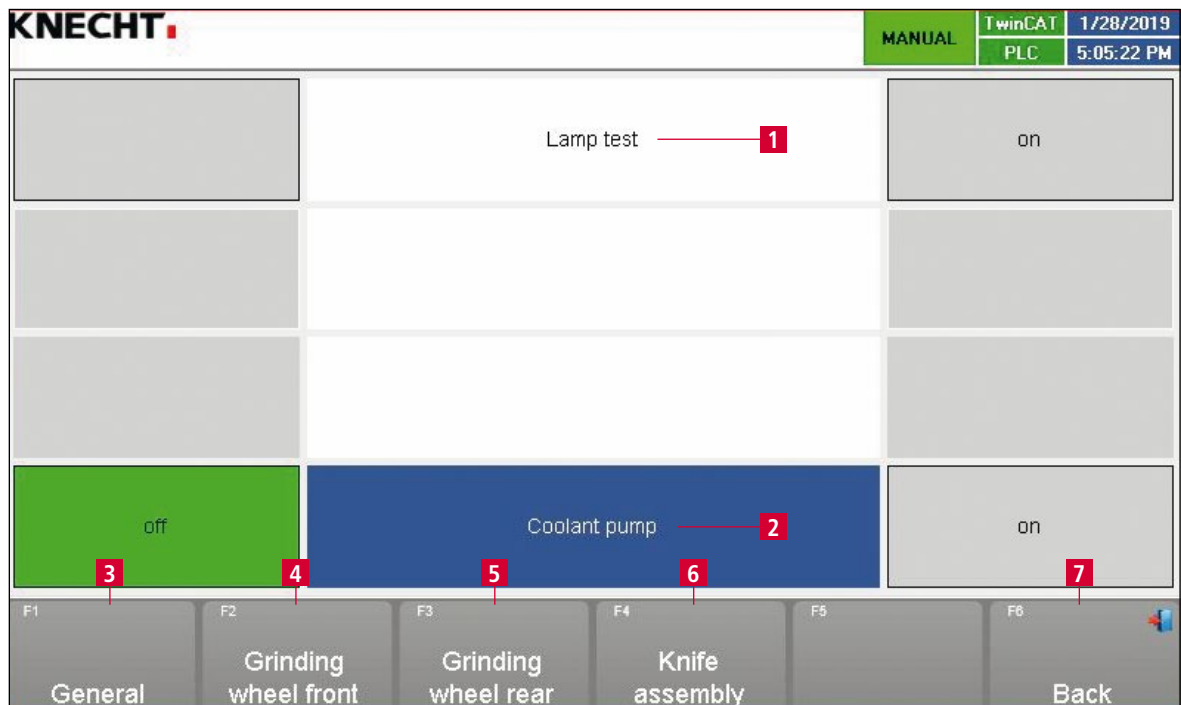 KNECHT
MANUAL
TwinCAT 1/28/2019
PLC 5:05:22 PM
Lamp test 1 on
off Coolant pump 2 on
3 4 5 6 7
F1 F2 F3 F4 F5 F6
Grinding Grinding Knife
General wheel front wheel rear assembly Back